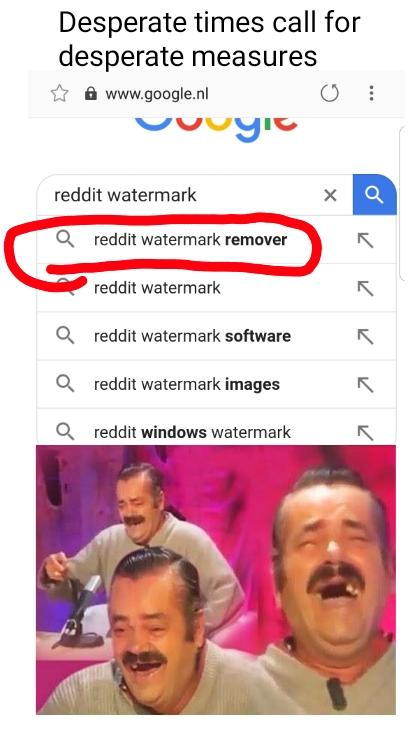 Desperate times call for
desperate measures
www.google.nl
Google
reddit watermark
reddit watermark remover
reddit watermark
reddit watermark software
reddit watermark images
reddit windows watermark